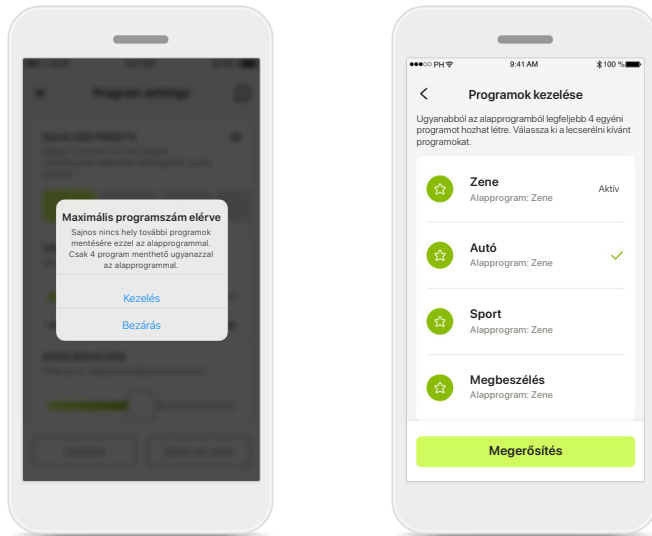 Program settings
Maximális programszám elérve
Sajnos nincs hely további programok
mentésére ezzel az alapprogrammal.
Csak 4 program menthető ugyanazzal
az alapprogrammal.
Kezelés
Bezárás
PH 9:41 AM 100 %
Programok kezelése
Ugyanabból az alapprogramból legfeljebb 4 egyéni
programot hozhat létre. Válassza ki a lecserélni kívánt
programokat.
Zene
Aktív
Alapprogram: Zene
Autó
Alapprogram: Zene
Sport
Alapprogram: Zene
Megbeszélés
Alapprogram: Zene
Megerősítés